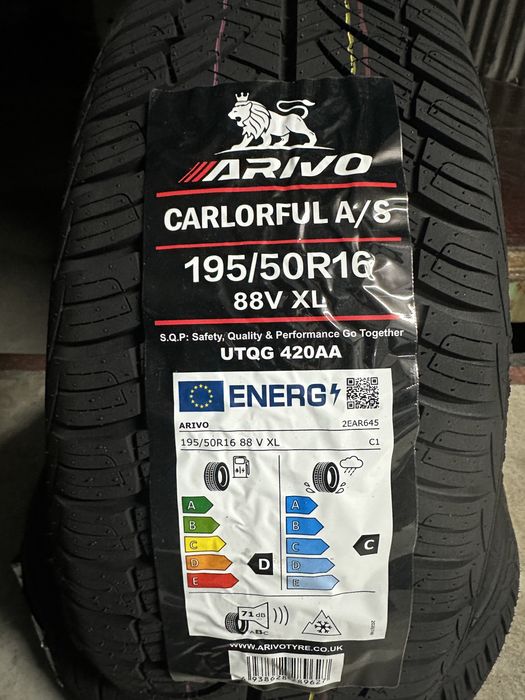 ARIVO
CARLORFUL A/S
195/50R16
88V XL
S.Q.P: Safety, Quality & Performance Go Together
UTQG 420AA
ENERG
ARIVO 2EAR645
195/50R16 88 V XL C1
A A
B B
C C C
D D D
E E
71 dB
ABC
WWW.ARIVOTYRE.CO.UK